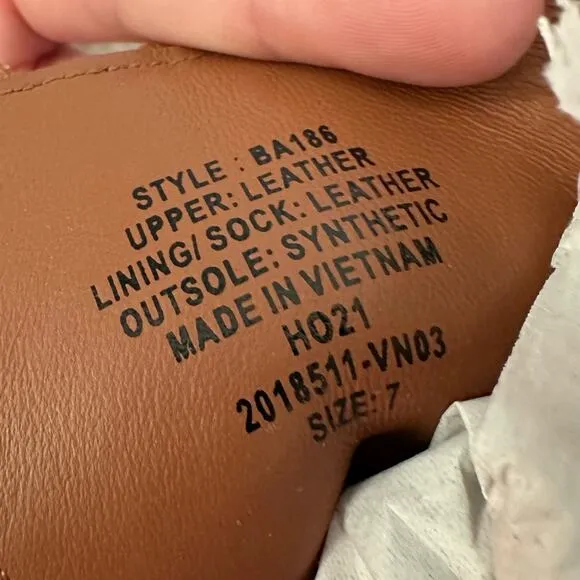 STYLE : BA186
UPPER: LEATHER
LINING/ SOCK: LEATHER
OUTSOLE: SYNTHETIC
MADE IN VIETNAM
HO21
2018511-VN03
SIZE: 7